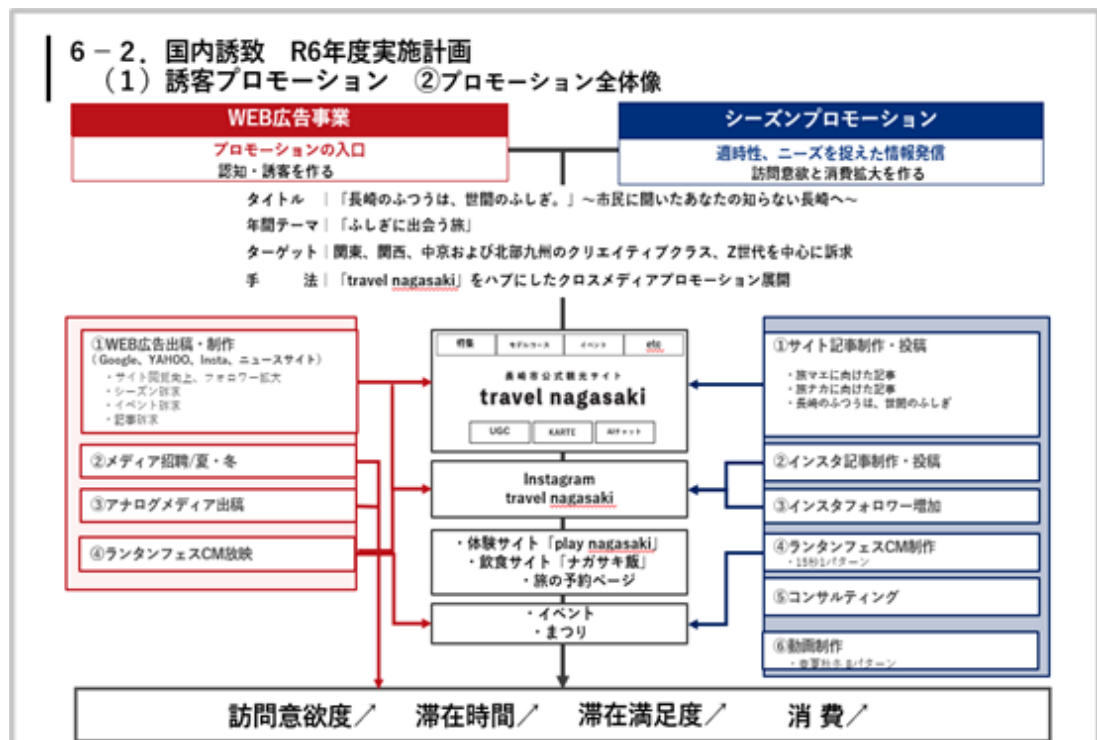 6－2．国内誘致　R6年度実施計画
（1）誘客プロモーション　②プロモーション全体像
WEB広告事業
プロモーションの入口
認知・誘客を作る
シーズンプロモーション
適時性、ニーズを捉えた情報発信
訪問意欲と消費拡大を作る
タイトル｜「長崎のふつうは、世間のふしぎ。」～市民に聞いたあなたの知らない長崎へ～
年間テーマ｜「ふしぎに出会う旅」
ターゲット｜関東、関西、中京および北部九州のクリエイティブクラス、Z世代を中心に訴求
手　　法｜「travel nagasaki」をハブにしたクロスメディアプロモーション展開
①WEB広告出稿・制作
（Google、YAHOO、Insta、ニュースサイト）
・サイト閲覧向上、フォロワー拡大
・シーズン訴求
・イベント訴求
・記事訴求
②メディア招聘/夏・冬
③アナログメディア出稿
④ランタンフェスCM放映
特集
モデルコース
イベント
etc
長崎市公式観光サイト
travel nagasaki
UGC
KARTE
AIチャット
Instagram
travel nagasaki
・体験サイト「play nagasaki」
・飲食サイト「ナガサキ飯」
・旅の予約ページ
・イベント
・まつり
①サイト記事制作・投稿
・旅マエに向けた記事
・旅ナカに向けた記事
・長崎のふつうは、世間のふしぎ
②インスタ記事制作・投稿
③インスタフォロワー増加
④ランタンフェスCM制作
・15秒1パターン
⑤コンサルティング
⑥動画制作
・春夏秋冬 8パターン
訪問意欲度↗　滞在時間↗　滞在満足度↗　消 費↗